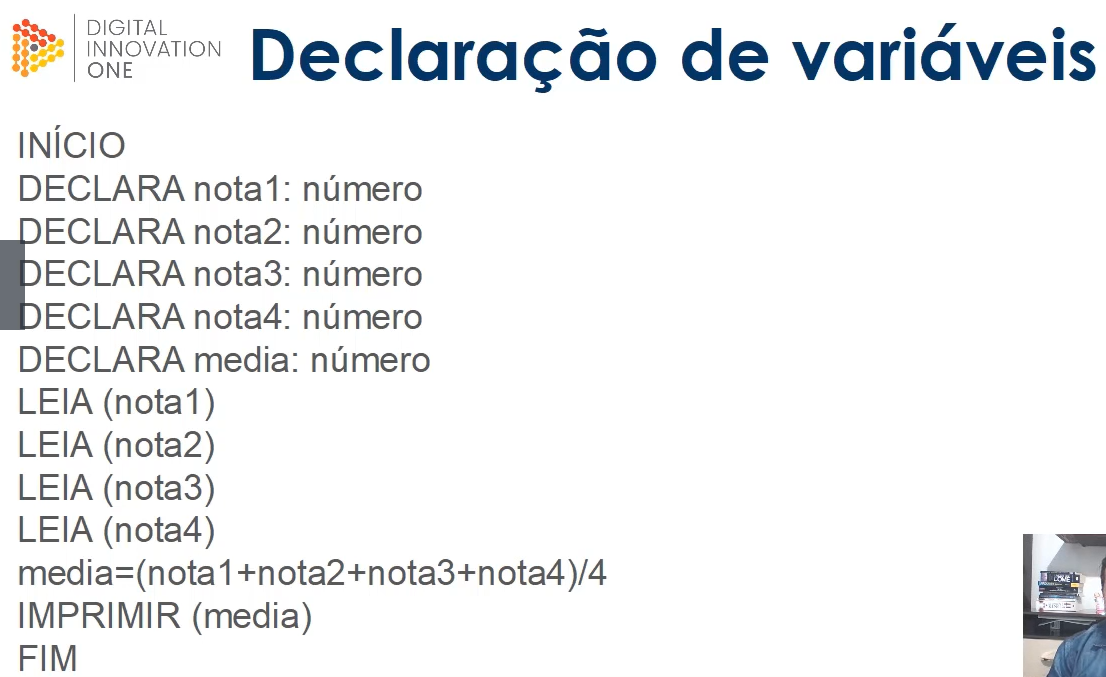 DIGITAL
INNOVATION
ONE
Declaração de variáveis
INÍCIO
DECLARA nota1: número
DECLARA nota2: número
DECLARA nota3: número
DECLARA nota4: número
DECLARA media: número
LEIA (nota1)
LEIA (nota2)
LEIA (nota3)
LEIA (nota4)
media=(nota1+nota2+nota3+nota4)/4
IMPRIMIR (media)
FIM